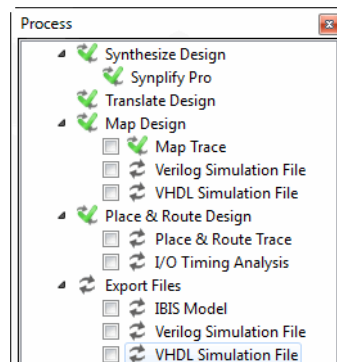 Process
Synthesize Design
Synplify Pro
Translate Design
Map Design
Map Trace
Verilog Simulation File
VHDL Simulation File
Place & Route Design
Place & Route Trace
I/O Timing Analysis
Export Files
IBIS Model
Verilog Simulation File
VHDL Simulation File